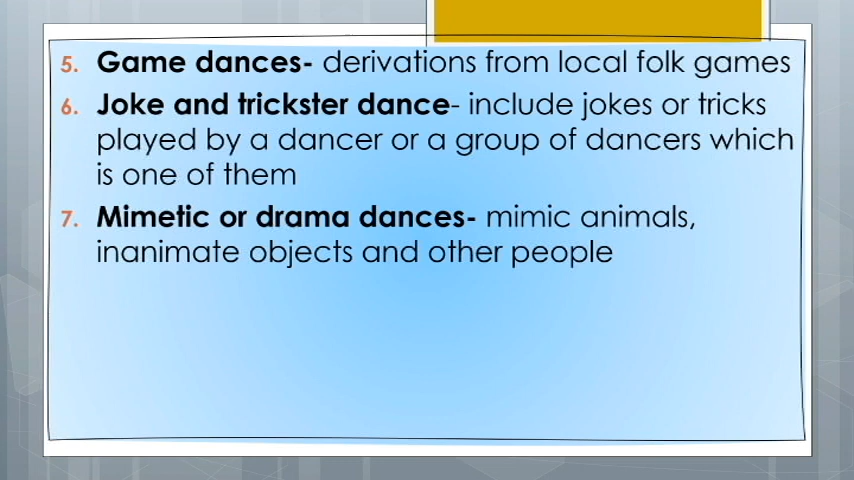 5. Game dances- derivations from local folk games
6. Joke and trickster dance- include jokes or tricks
played by a dancer or a group of dancers which
is one of them
7. Mimetic or drama dances- mimic animals,
inanimate objects and other people